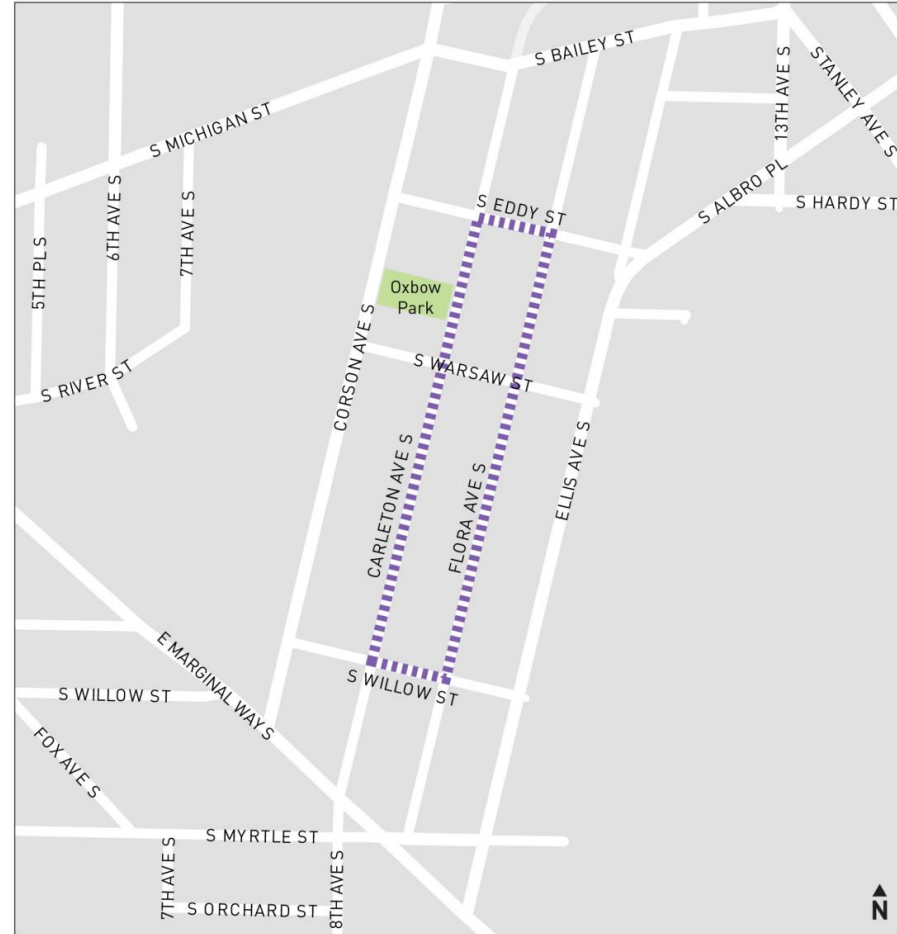 S BAILEY ST
STANLEY AVE S
13TH AVE S
S MICHIGAN ST
S ALBRO PL
S HARDY ST
S EDDY ST
5TH PL S
6TH AVE S
7TH AVE S
Oxbow
Park
S RIVER ST
CORSON AVE S
S WARSAW ST
CARLETON AVE S
FLORA AVE S
ELLIS AVE S
E MARGINAL WAY S
S WILLOW ST
S WILLOW ST
FOX AVE S
S MYRTLE ST
7TH AVE S
8TH AVE S
S ORCHARD ST
N